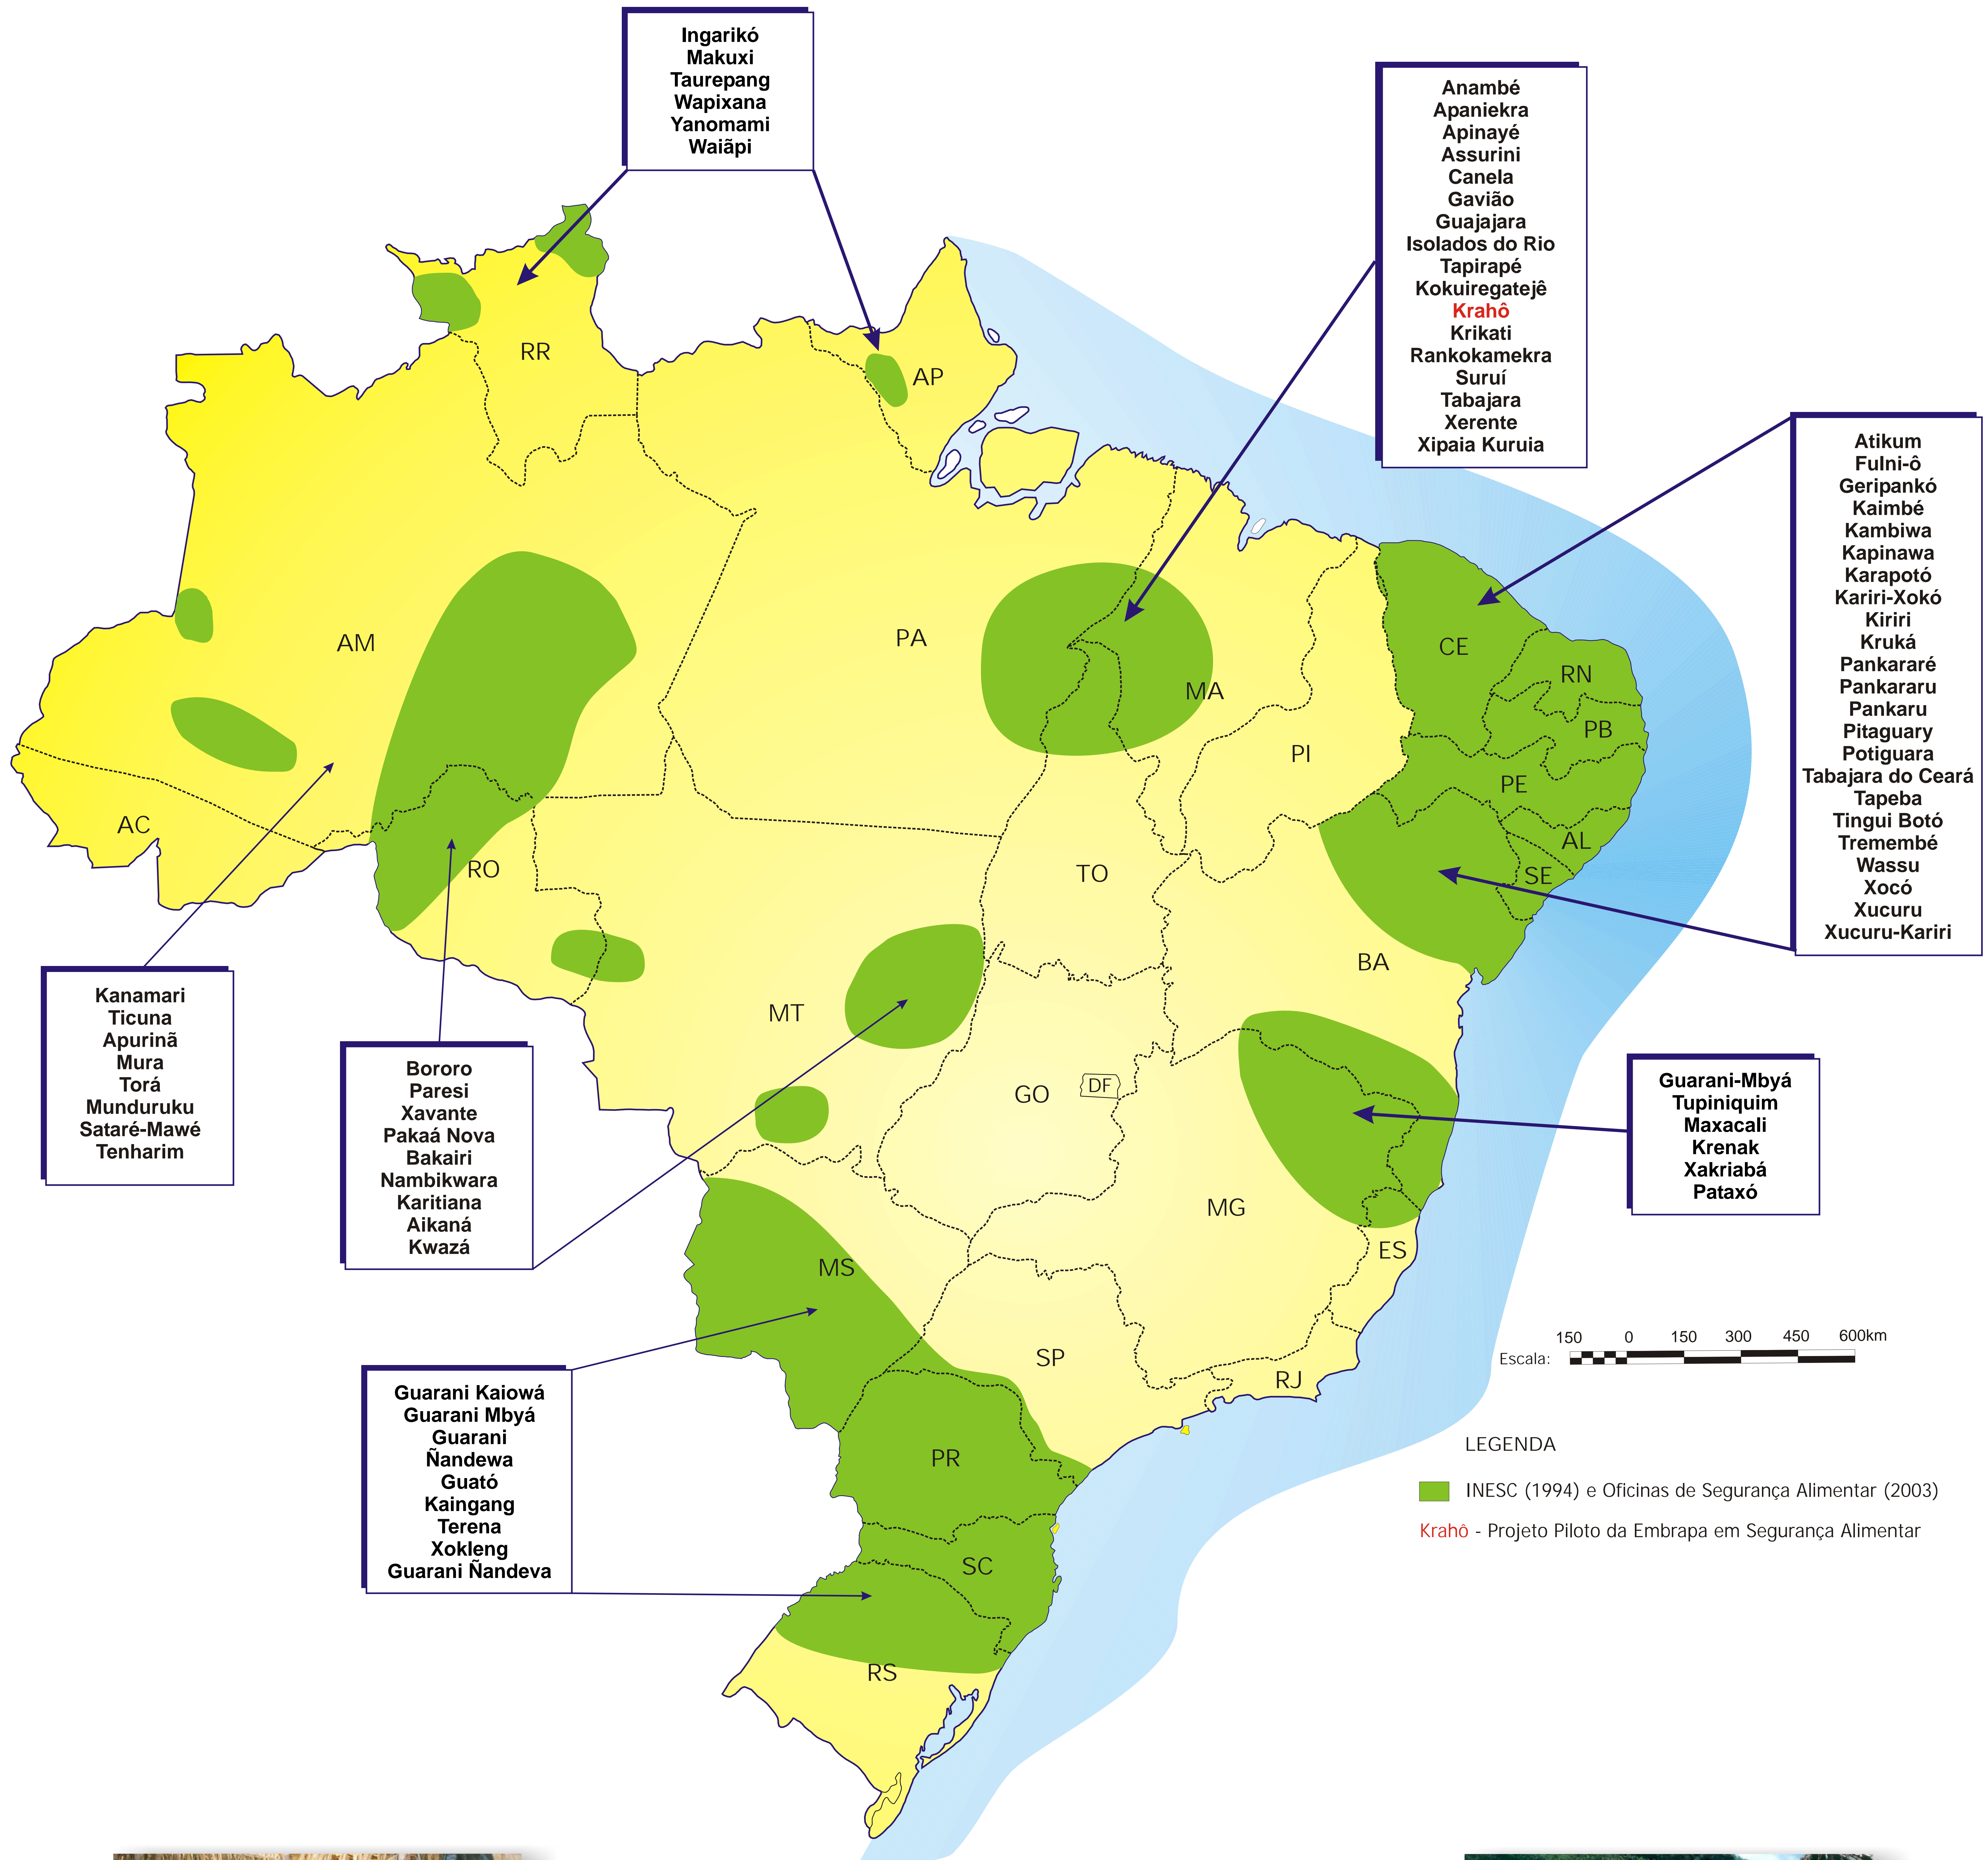 Ingarikó
Makuxi
Taurepang
Wapixana
Yanomami
Waiãpi
Anambé
Apaniekra
Apinayé
Assurini
Canela
Gavião
Guajajara
Isolados do Rio
Tapirapé
Kokuiregatejê
Krahô
Krikati
Rankokamekra
Suruí
Tabajara
Xerente
Xipaia Kuruia
Atikum
Fulni-ô
Geripankó
Kaimbé
Kambiwa
Kapinawa
Karapotó
Kariri-Xokó
Kiriri
Kruká
Pankararé
Pankararu
Pankaru
Pitaguary
Potiguara
Tabajara do Ceará
Tapeba
Tingui Botó
Tremembé
Wassu
Xocó
Xucuru
Xucuru-Kariri
RR
AP
AM
PA
MA
CE
RN
PB
PI
PE
AC
RO
TO
AL
SE
BA
MT
GO
DF
MG
ES
MS
SP
RJ
PR
SC
RS
Kanamari
Ticuna
Apurinã
Mura
Torá
Munduruku
Sataré-Mawé
Tenharim
Bororo
Paresi
Xavante
Pakaá Nova
Bakairi
Nambikwara
Karitiana
Aikaná
Kwazá
Guarani-Mbyá
Tupiniquim
Maxacali
Krenak
Xakriabá
Pataxó
Guarani Kaiowá
Guarani Mbyá
Guarani
Ñandewa
Guató
Kaingang
Terena
Xokleng
Guarani Ñandeva
150 0 150 300 450 600km
Escala:
LEGENDA
INESC (1994) e Oficinas de Segurança Alimentar (2003)
Krahô - Projeto Piloto da Embrapa em Segurança Alimentar